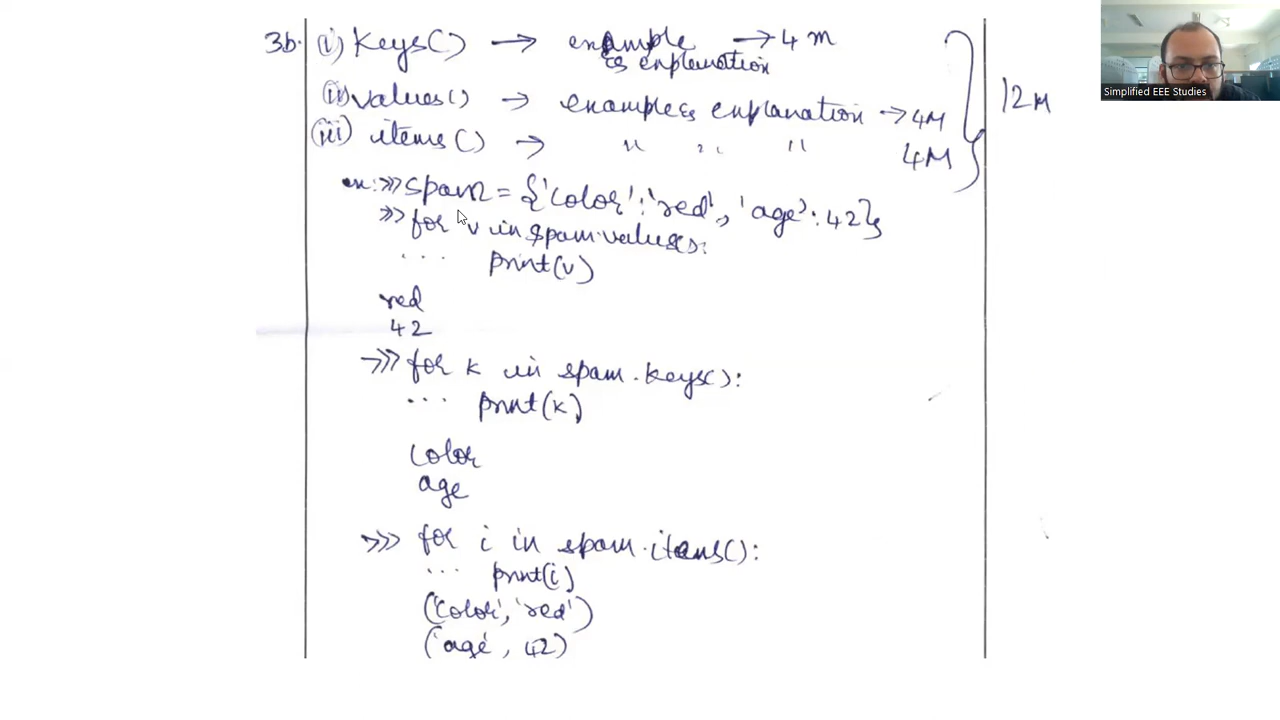 3b. (i) Keys() → example → 4 m
& explanation
(ii) values() → example & explanation → 4M
12M
(iii) items() → " " " 4M
ex: >>> spam = {'color': 'red', 'age': 42}
>>> for v in spam.values():
... print(v)
red
42
>>> for k in spam.keys():
... print(k)
color
age
>>> for i in spam.items():
... print(i)
('color', 'red')
('age', 42)
Simplified EEE Studies